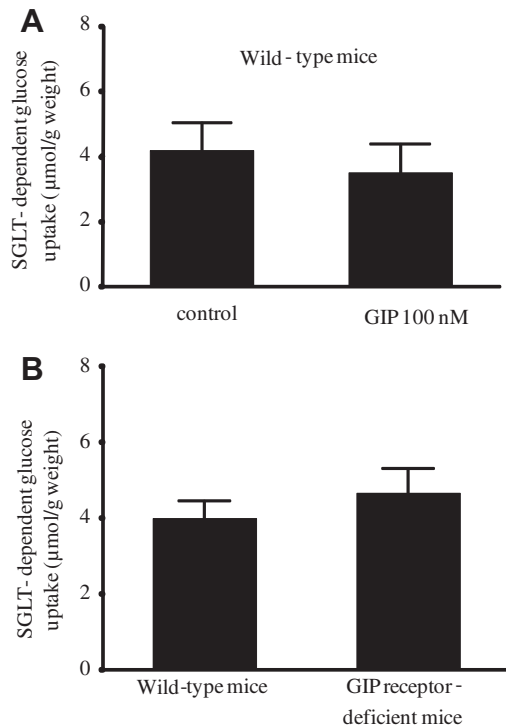 A
SGLT- dependent glucose
uptake (µmol/g weight)
8
6
4
2
0
Wild - type mice
control
GIP 100 nM
B
SGLT- dependent glucose
uptake (µmol/g weight)
8
6
4
2
0
Wild-type mice
GIP receptor -
deficient mice